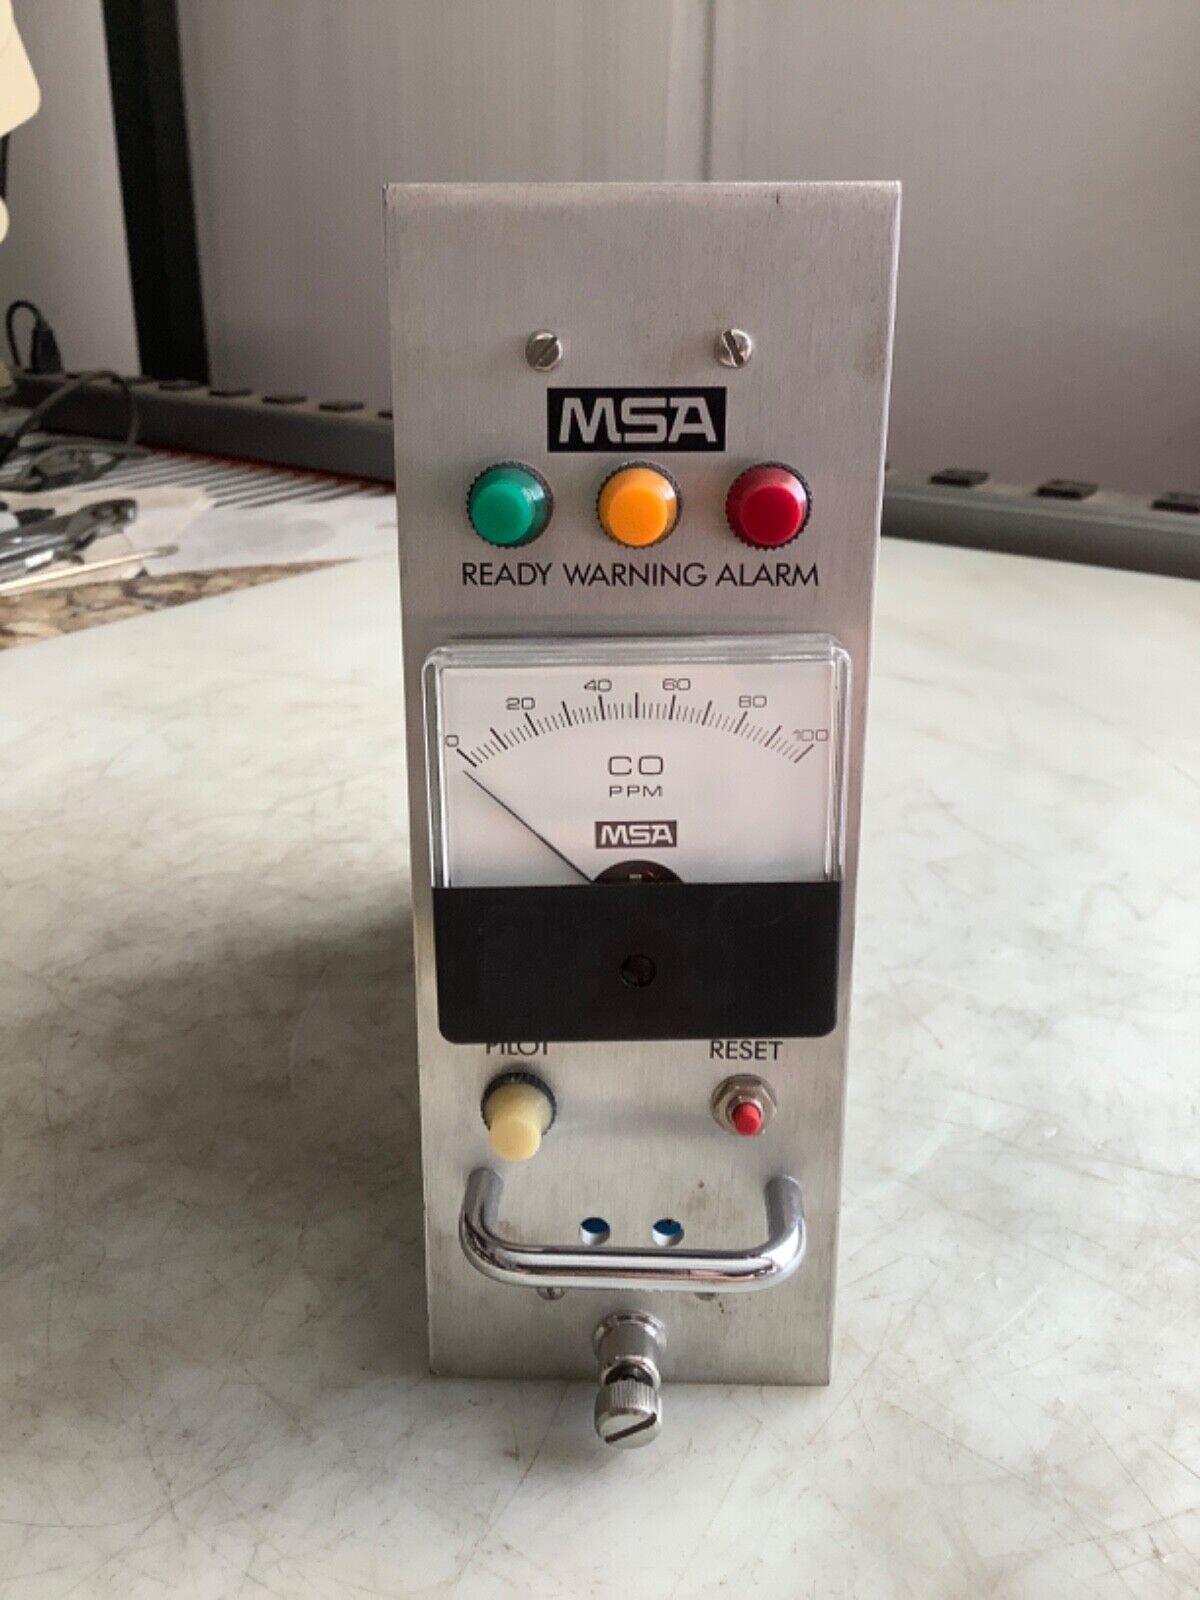 MSA
READY WARNING ALARM
0 20 40 60 80 100
CO
PPM
MSA
PILOT RESET